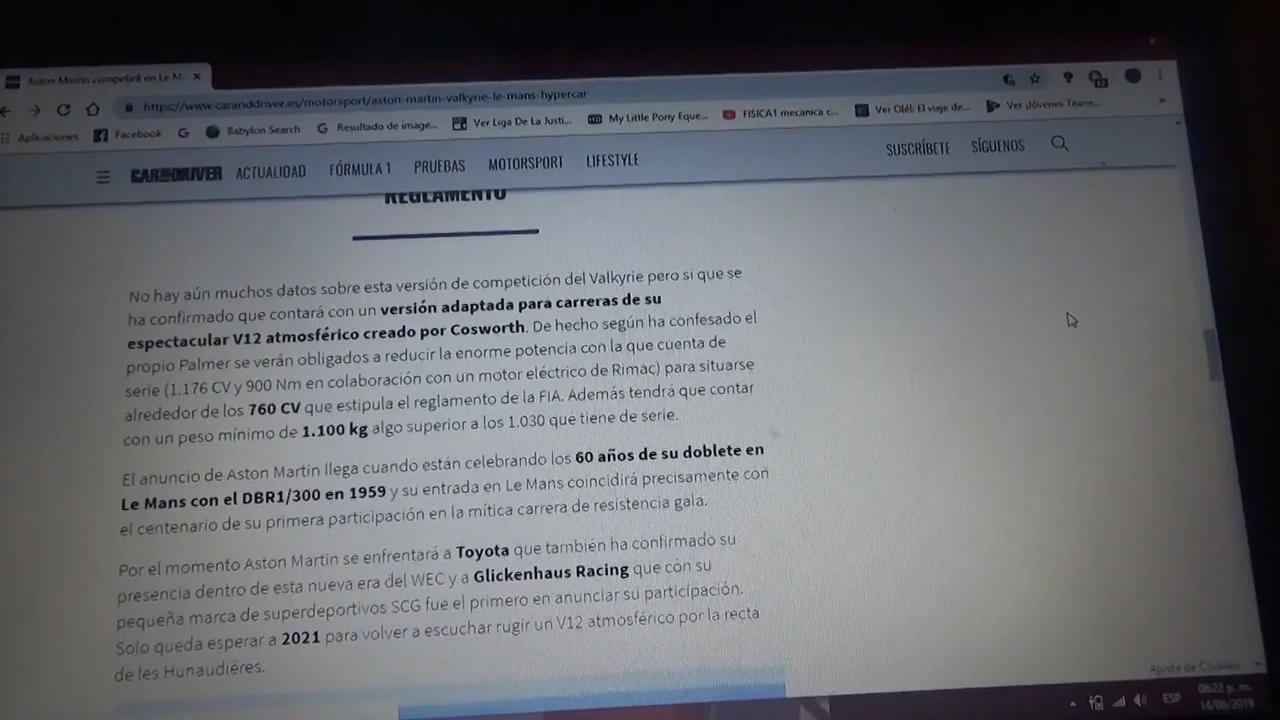 Aston Martin competirá en Le M
https://www.caranddriver.es/motorsport/aston-martin-valkyrie-le-mans-hypercar
Aplicaciones Facebook Babylon Search Resultado de image... Ver Liga De La Justi... My Little Pony Eque... FISICA1 mecanica c... Ver Olé!: El viaje de... Ver Jóvenes Titane...
CAR AND DRIVER ACTUALIDAD FÓRMULA 1 PRUEBAS MOTORSPORT LIFESTYLE SUSCRÍBETE SÍGUENOS
REGLAMENTO
No hay aún muchos datos sobre esta versión de competición del Valkyrie pero si que se
ha confirmado que contará con un versión adaptada para carreras de su
espectacular V12 atmosférico creado por Cosworth. De hecho según ha confesado el
propio Palmer se verán obligados a reducir la enorme potencia con la que cuenta de
serie (1.176 CV y 900 Nm en colaboración con un motor eléctrico de Rimac) para situarse
alrededor de los 760 CV que estipula el reglamento de la FIA. Además tendrá que contar
con un peso mínimo de 1.100 kg algo superior a los 1.030 que tiene de serie.
El anuncio de Aston Martin llega cuando están celebrando los 60 años de su doblete en
Le Mans con el DBR1/300 en 1959 y su entrada en Le Mans coincidirá precisamente con
el centenario de su primera participación en la mítica carrera de resistencia gala.
Por el momento Aston Martin se enfrentará a Toyota que también ha confirmado su
presencia dentro de esta nueva era del WEC y a Glickenhaus Racing que con su
pequeña marca de superdeportivos SCG fue el primero en anunciar su participación.
Solo queda esperar a 2021 para volver a escuchar rugir un V12 atmosférico por la recta
de les Hunaudières.
Ajuste de Cookies
ESP 06:22 p. m.
14/06/2019